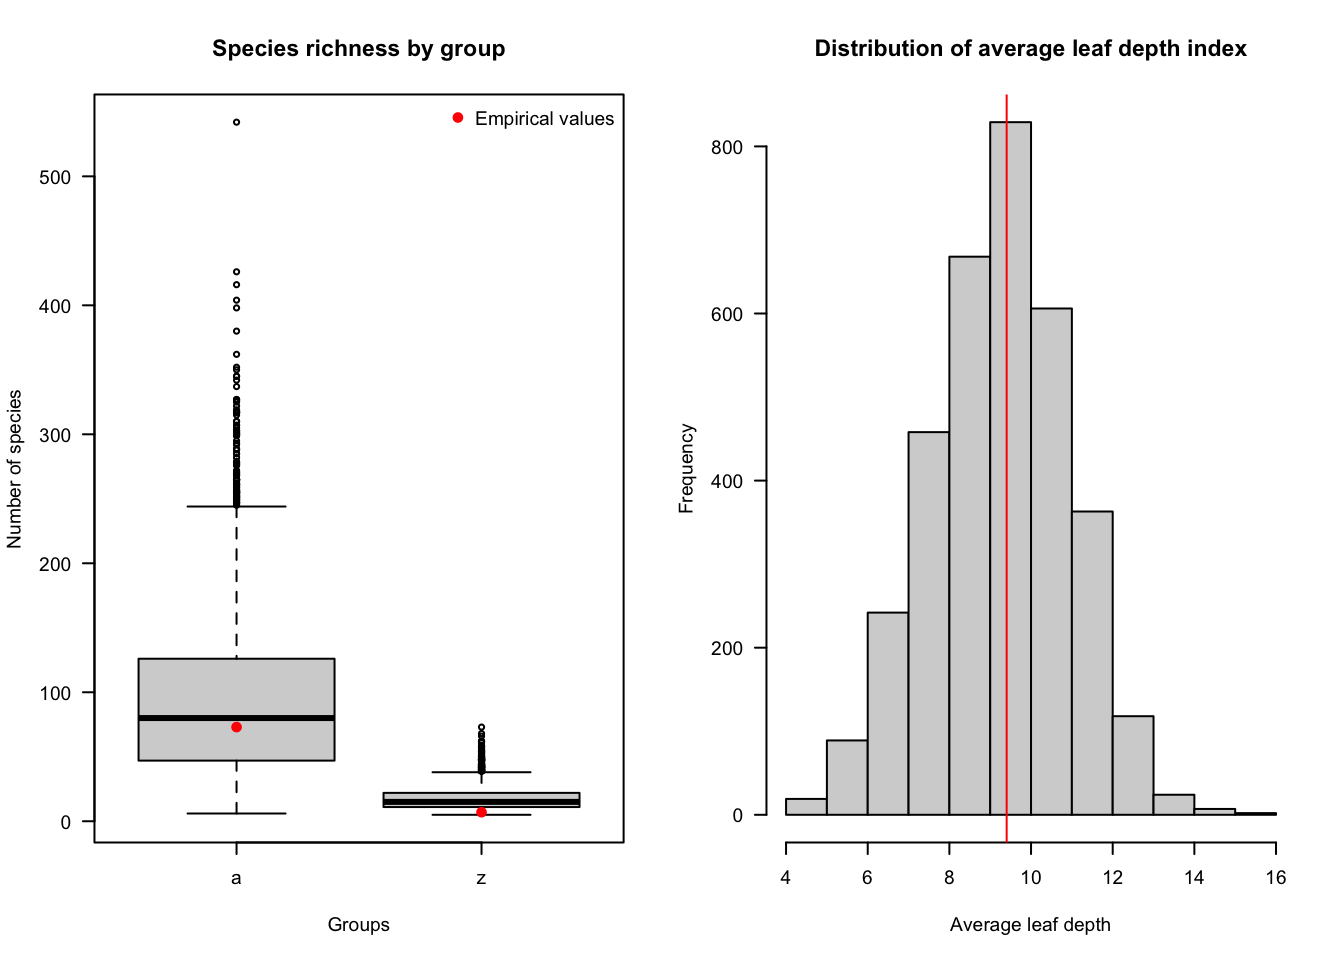 Species richness by group
Empirical values
500
400
300
200
100
0
Number of species
a
z
Groups
Distribution of average leaf depth index
800
600
400
200
0
Frequency
4
6
8
10
12
14
16
Average leaf depth